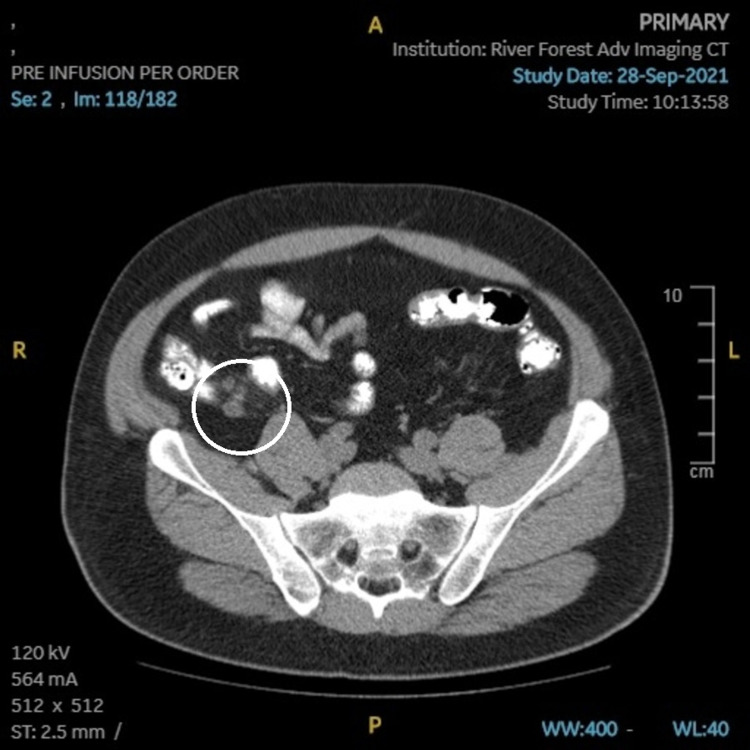 ,
,
PRE INFUSION PER ORDER
Se: 2 , Im: 118/182
A
PRIMARY
Institution: River Forest Adv Imaging CT
Study Date: 28-Sep-2021
Study Time: 10:13:58
10
R
L
cm
120 kV
564 mA
512 x 512
ST: 2.5 mm /
P
WW:400 - WL:40